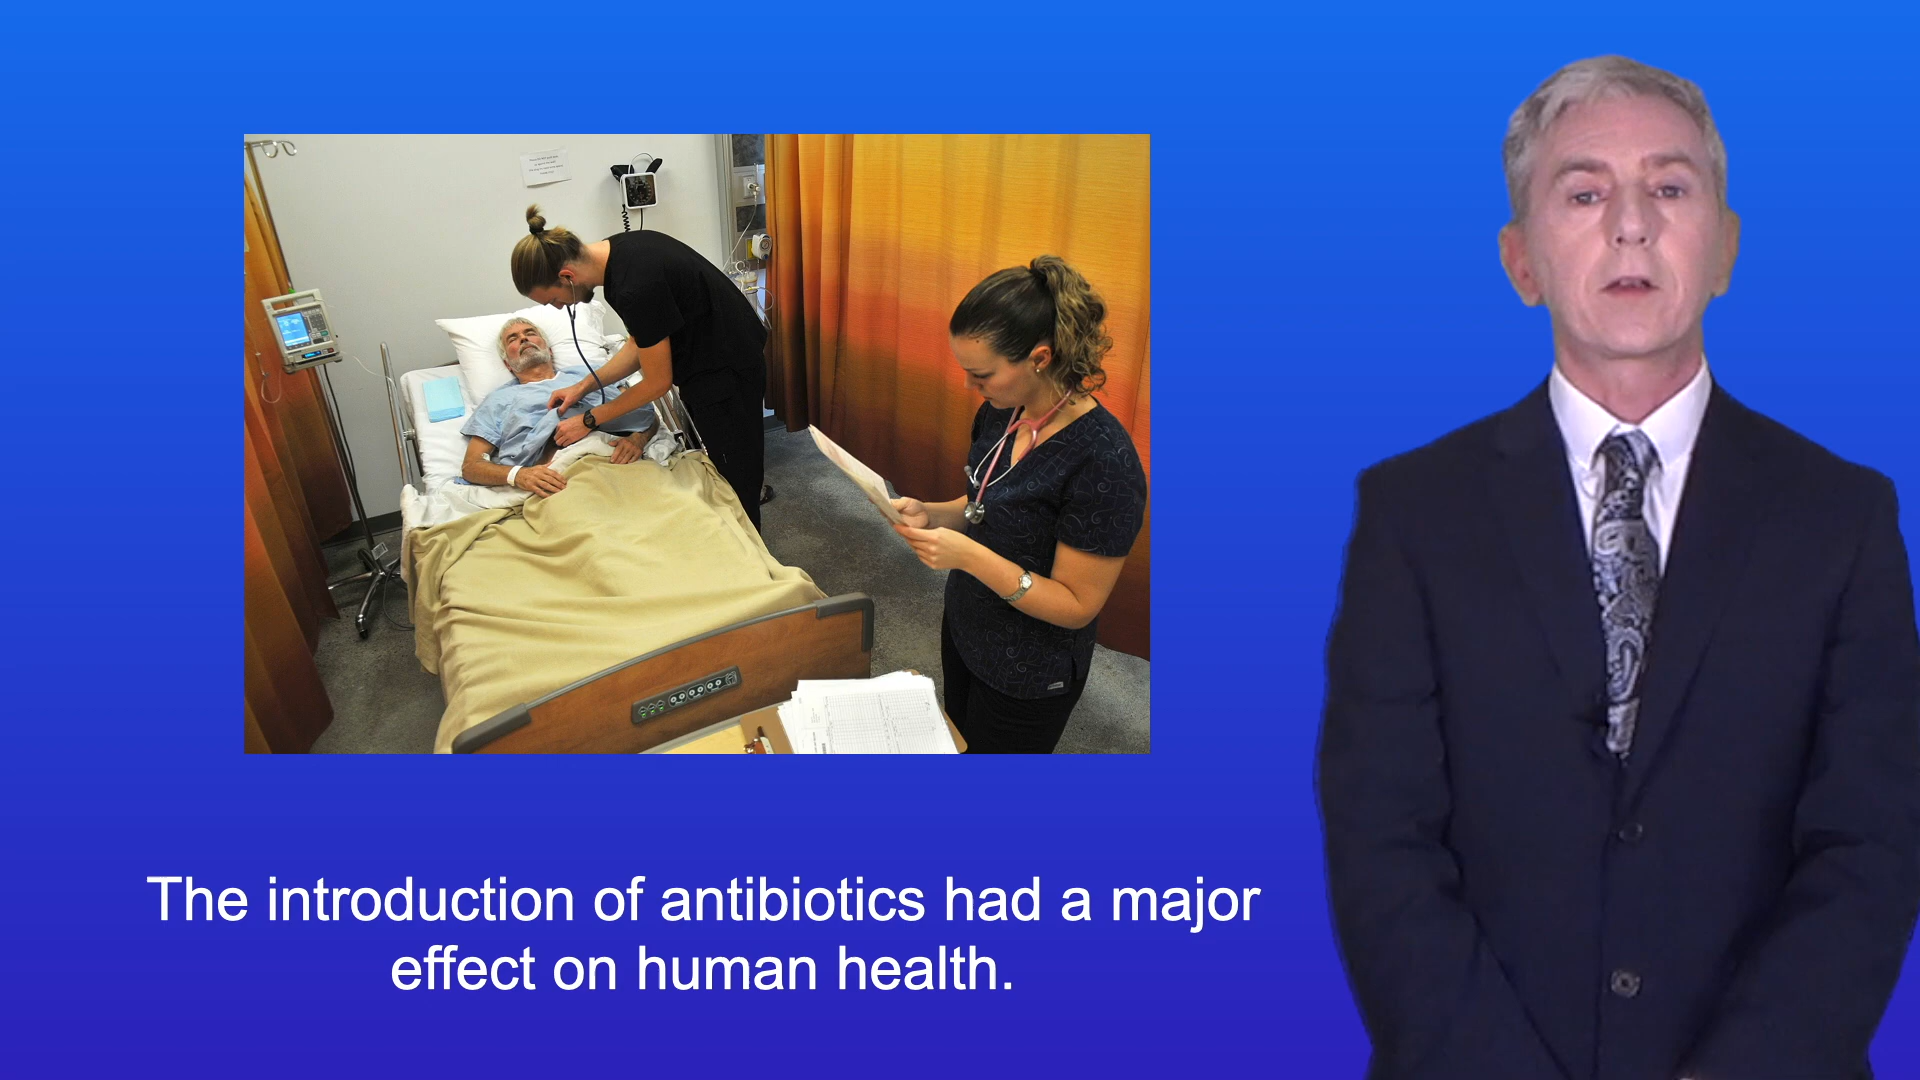 The introduction of antibiotics had a major
effect on human health.